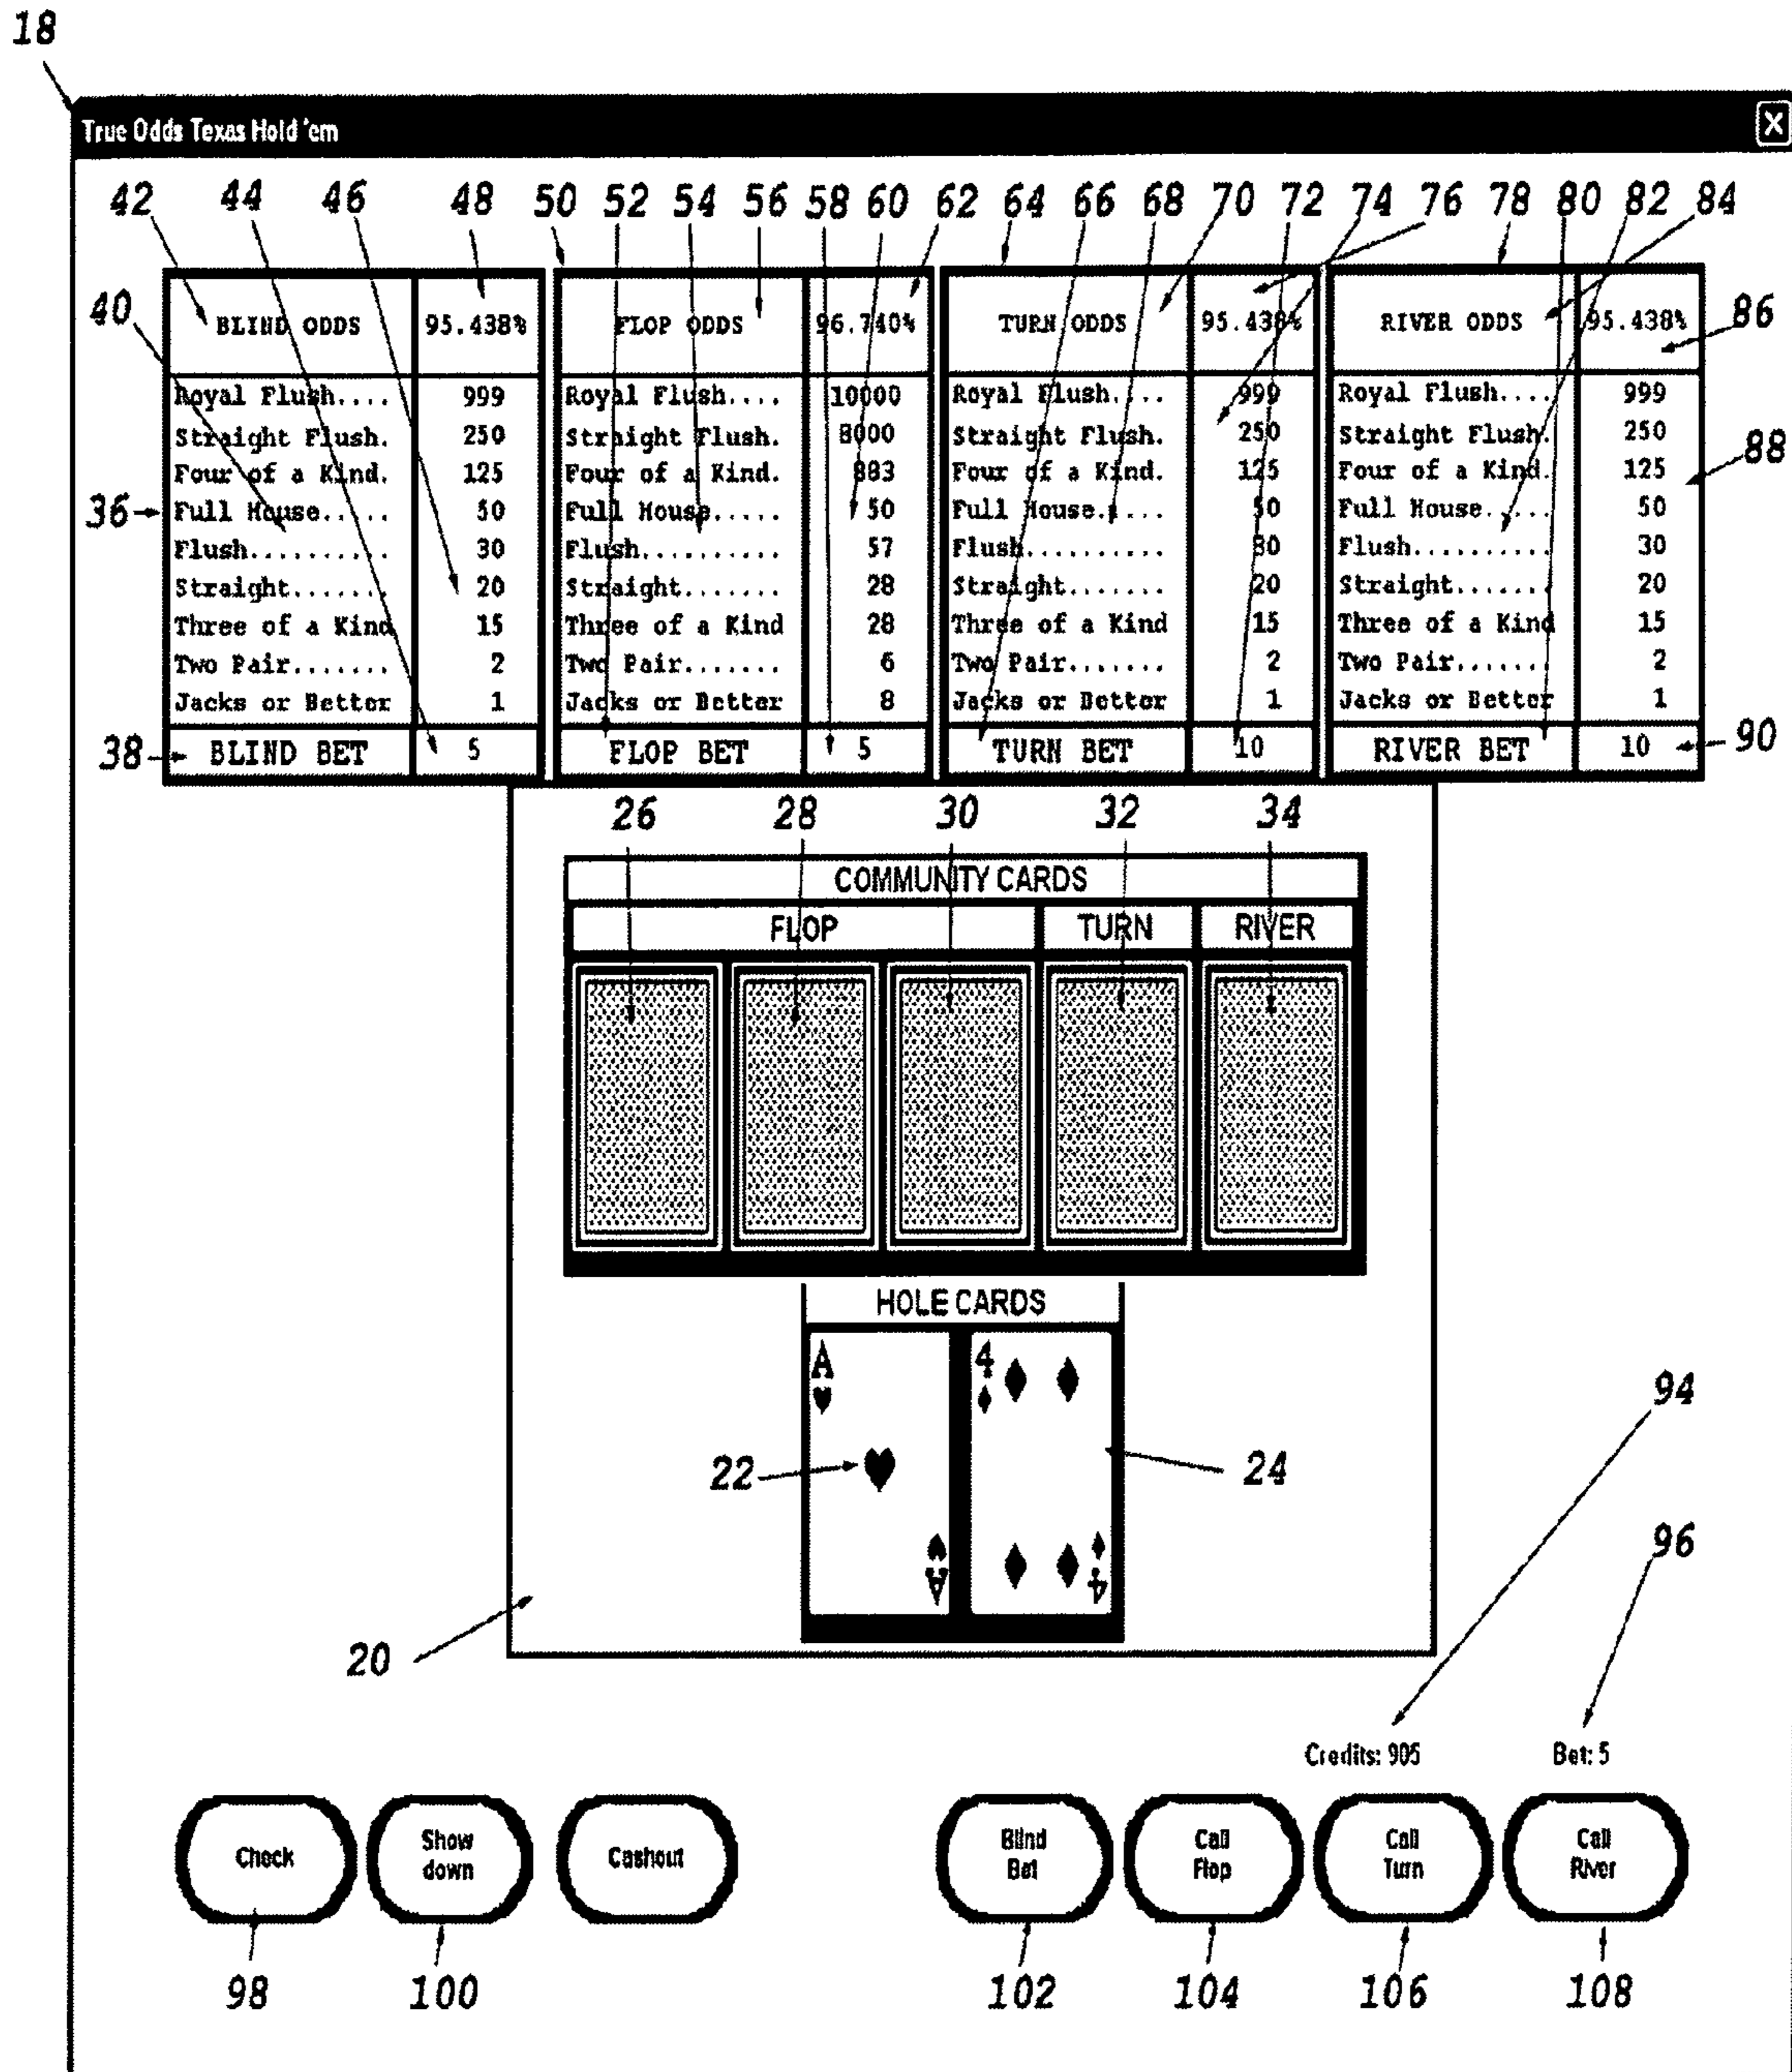 18
True Odds Texas Hold 'em X
42 44 46 48 50 52 54 56 58 60 62 64 66 68 70 72 74 76 78 80 82 84
BLIND ODDS 95.438% FLOP ODDS 96.740% TURN ODDS 95.438% RIVER ODDS 95.438%
40 86
Royal Flush.... 999 Royal Flush.... 10000 Royal Flush.... 999 Royal Flush.... 999
Straight Flush. 250 Straight Flush. 8000 Straight Flush. 250 Straight Flush. 250
Four of a Kind. 125 Four of a Kind. 883 Four of a Kind. 125 Four of a Kind. 125
88
36 Full House..... 50 Full House..... 50 Full House..... 50 Full House..... 50
Flush.......... 30 Flush.......... 57 Flush.......... 30 Flush.......... 30
Straight....... 20 Straight....... 28 Straight....... 20 Straight....... 20
Three of a Kind 15 Three of a Kind 28 Three of a Kind 15 Three of a Kind 15
Two Pair....... 2 Two Pair....... 6 Two Pair....... 2 Two Pair....... 2
Jacks or Better 1 Jacks or Better 8 Jacks or Better 1 Jacks or Better 1
38 BLIND BET 5 FLOP BET 5 TURN BET 10 RIVER BET 10 90
26 28 30 32 34
COMMUNITY CARDS
FLOP TURN RIVER
HOLE CARDS
A 4
22 24
94
A 4
96
20
Credits: 905 Bet: 5
Check Show down Cashout Blind Bet Call Flop Call Turn Call River
98 100 102 104 106 108